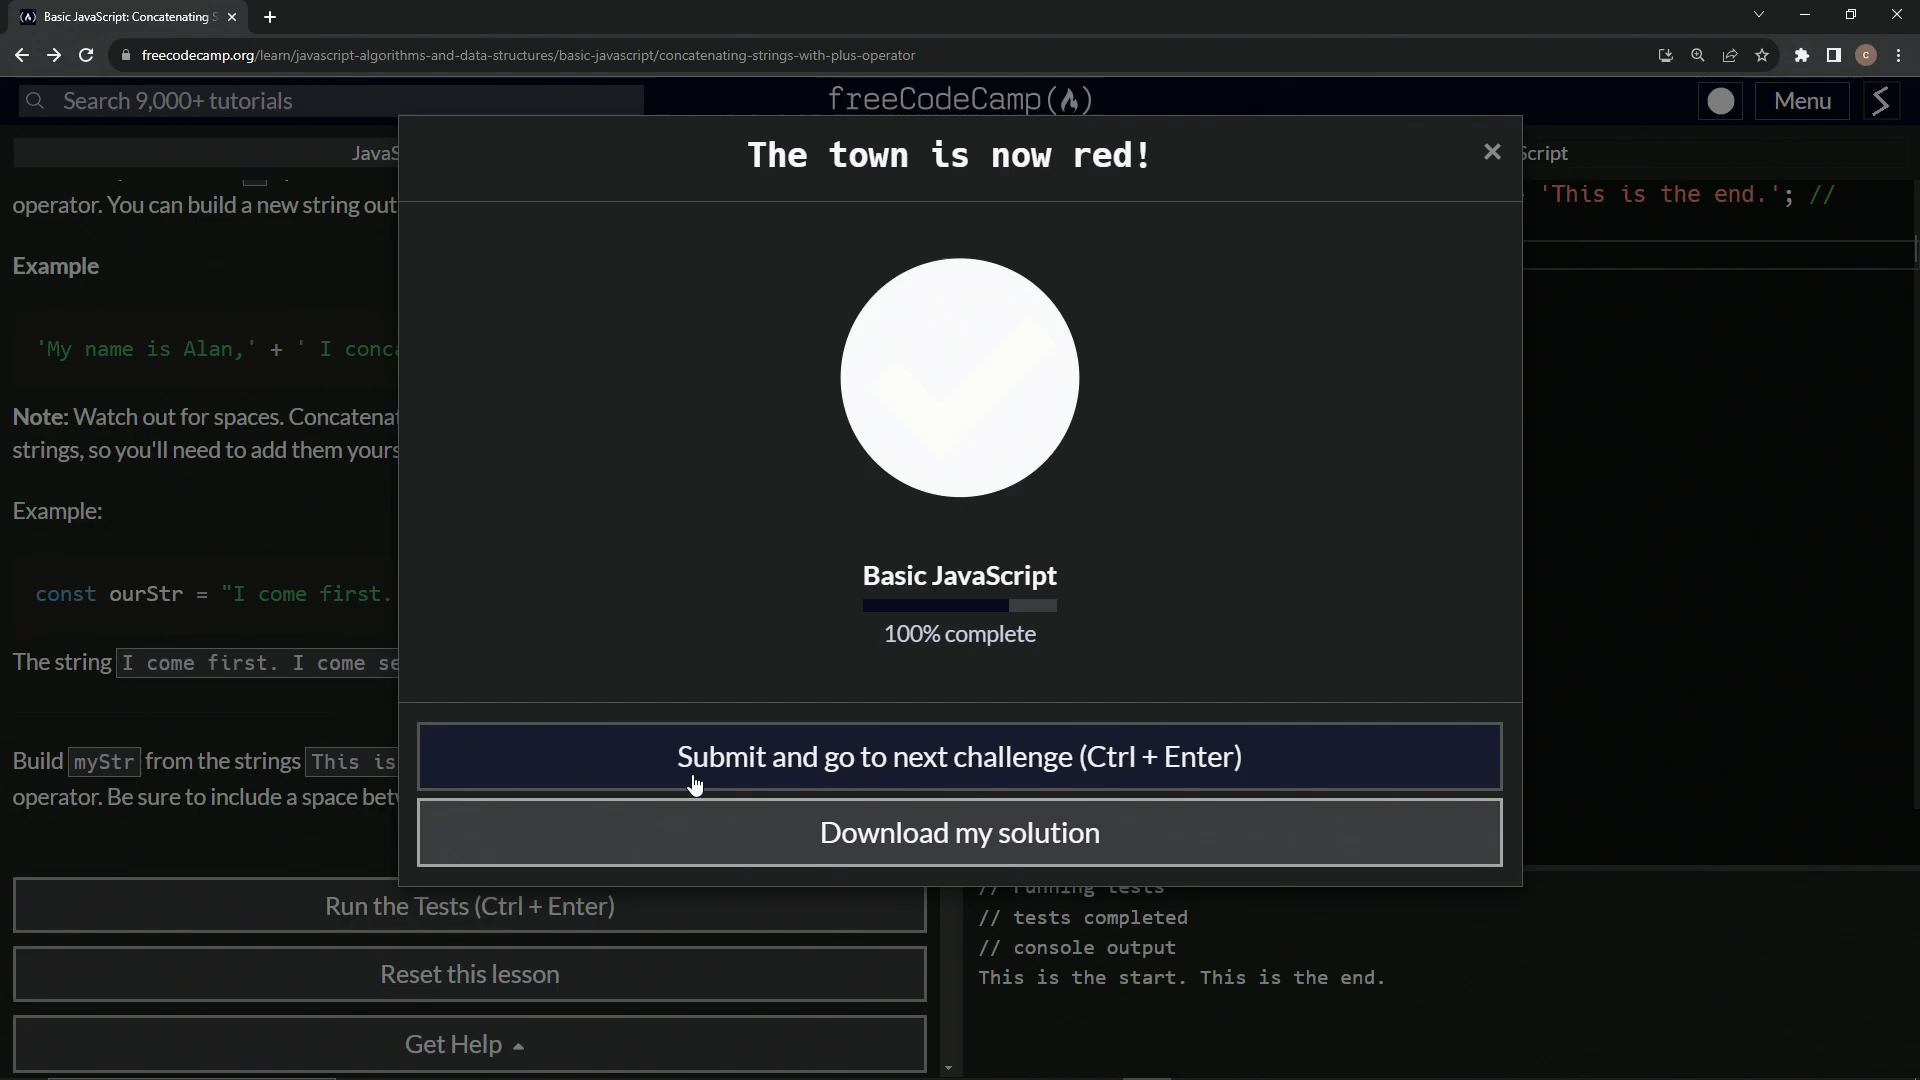 Basic JavaScript: Concatenating S
freecodecamp.org/learn/javascript-algorithms-and-data-structures/basic-javascript/concatenating-strings-with-plus-operator
C
Search 9,000+ tutorials
freeCodeCamp
Menu
JavaS
The town is now red!
Script
operator. You can build a new string out
'This is the end.'; //
Example
'My name is Alan,' + ' I conca
Note: Watch out for spaces. Concatenat
strings, so you'll need to add them yours
Example:
const ourStr = "I come first.
Basic JavaScript
100% complete
The string I come first. I come se
Submit and go to next challenge (Ctrl + Enter)
Build myStr from the strings This is
operator. Be sure to include a space bet
Download my solution
Run the Tests (Ctrl + Enter)
// running tests
// tests completed
// console output
Reset this lesson
This is the start. This is the end.
Get Help